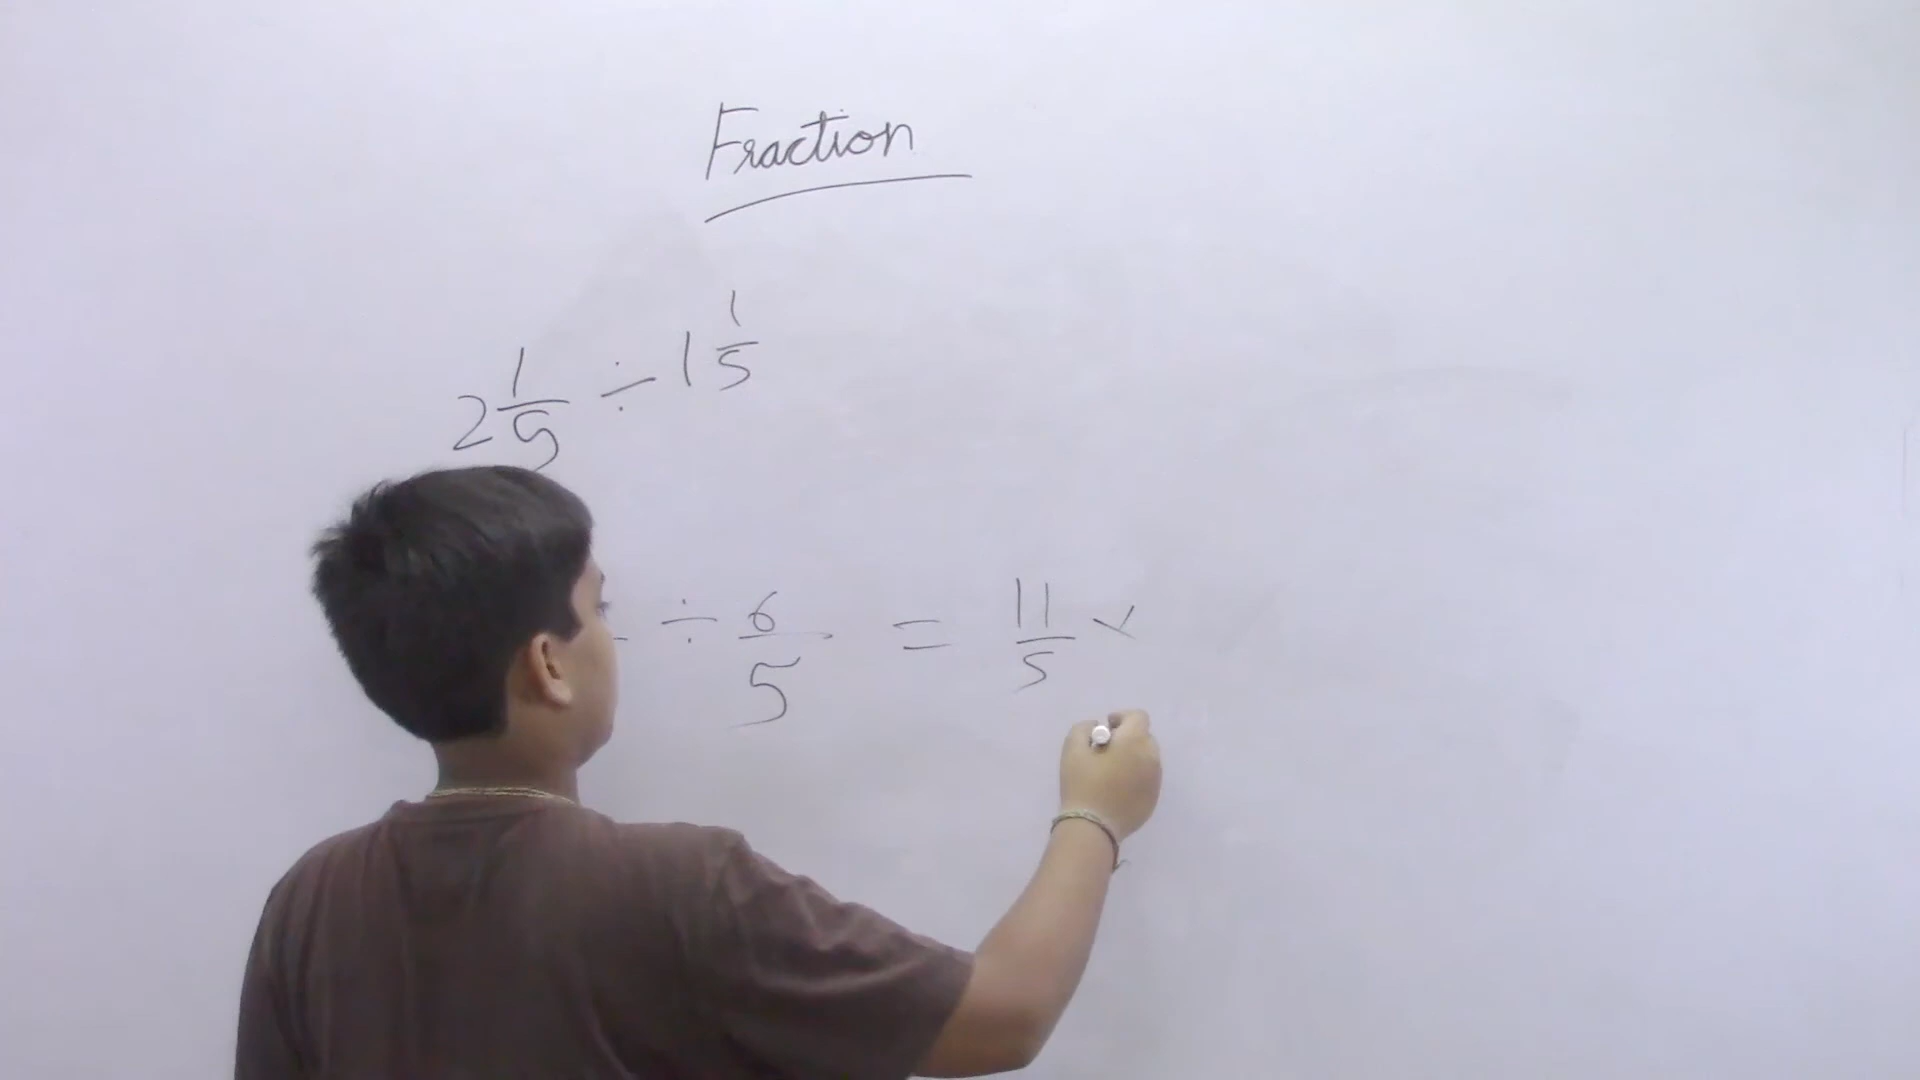 Fraction
2 1/5 ÷ 1 1/5
÷ 6/5 = 11/5 ×